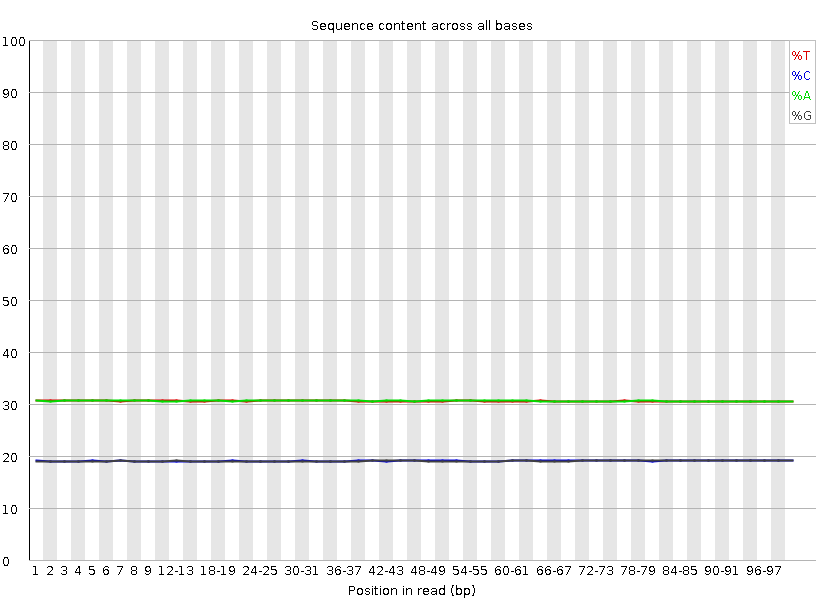 Sequence content across all bases
100
90
80
70
60
50
40
30
20
10
0
%T
%C
%A
%G
1 2 3 4 5 6 7 8 9 12-13 18-19 24-25 30-31 36-37 42-43 48-49 54-55 60-61 66-67 72-73 78-79 84-85 90-91 96-97
Position in read (bp)